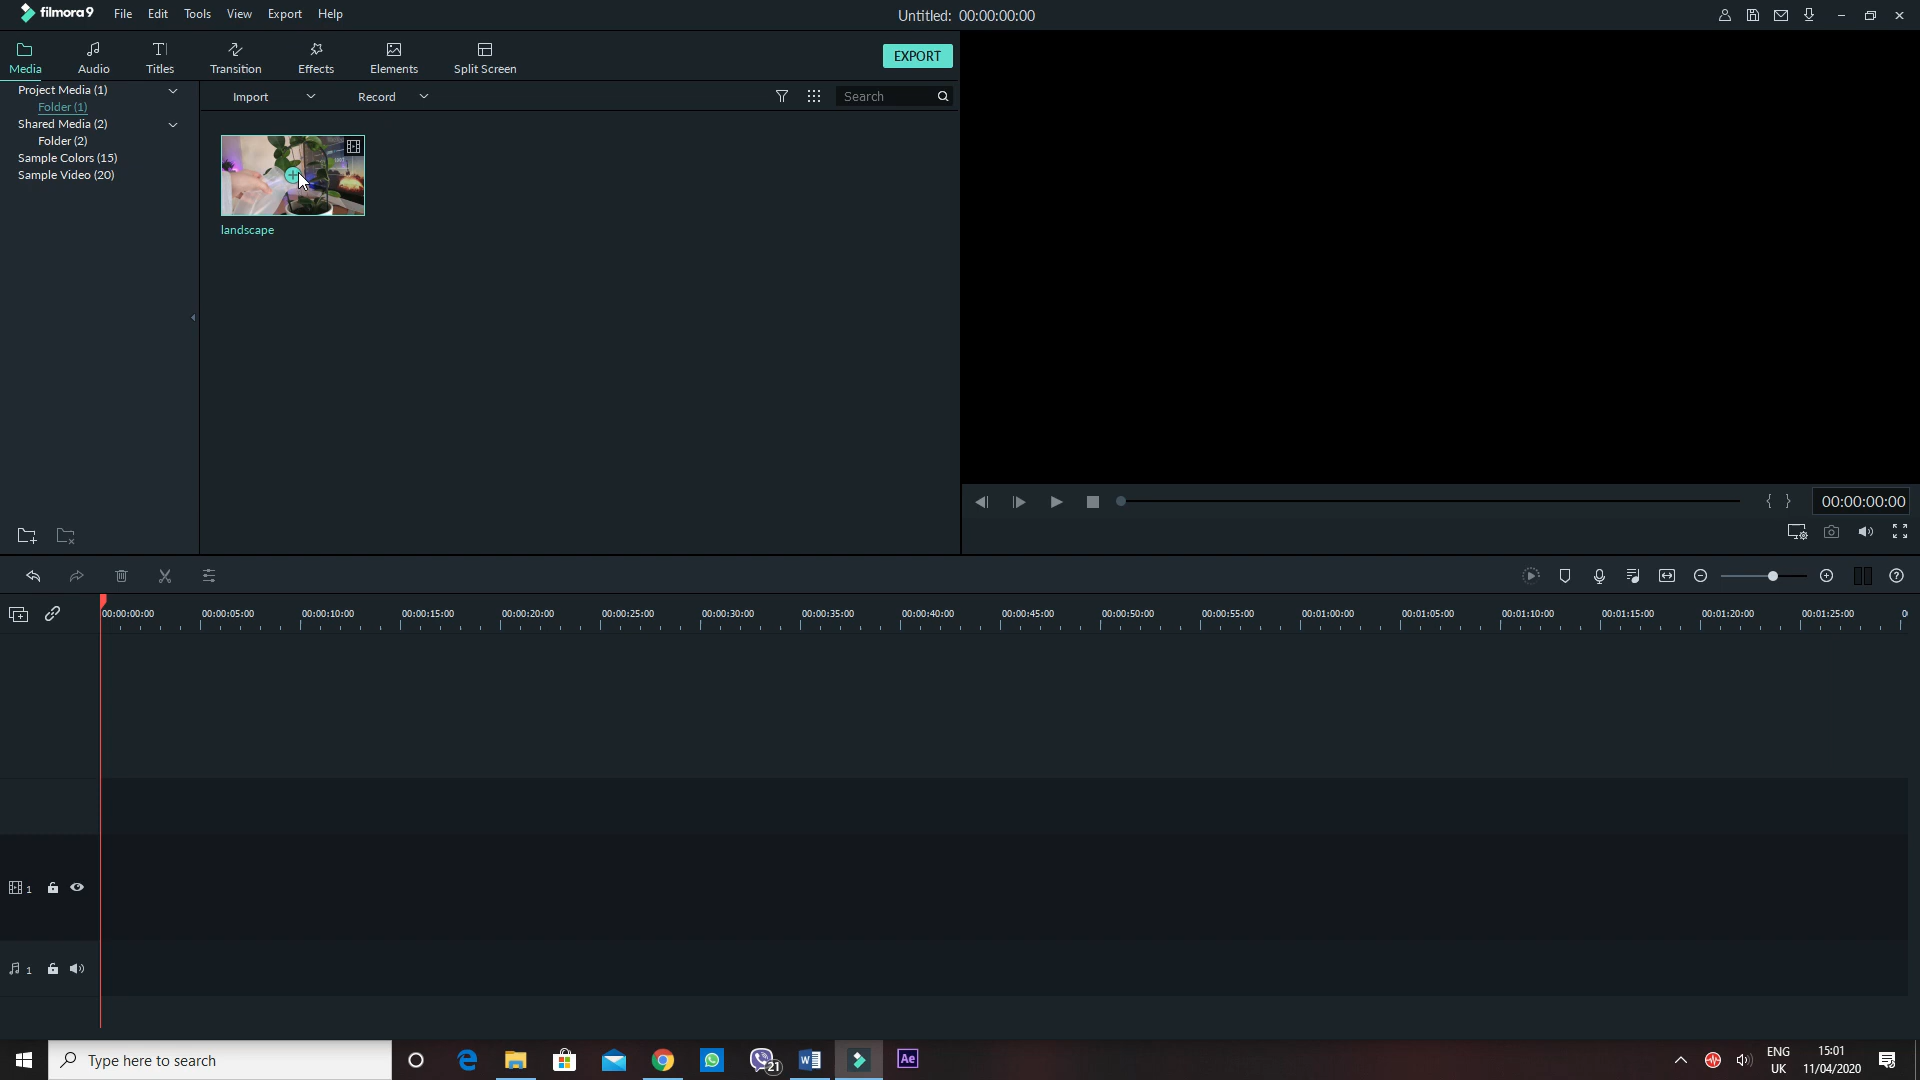 filmora9 File Edit Tools View Export Help
Untitled: 00:00:00:00
Media Audio Titles Transition Effects Elements Split Screen
EXPORT
Project Media (1)
Folder (1)
Shared Media (2)
Folder (2)
Sample Colors (15)
Sample Video (20)
Import Record Search
landscape
{ } 00:00:00:00
00:00:00:00 00:00:05:00 00:00:10:00 00:00:15:00 00:00:20:00 00:00:25:00 00:00:30:00 00:00:35:00 00:00:40:00 00:00:45:00 00:00:50:00 00:00:55:00 00:01:00:00 00:01:05:00 00:01:10:00 00:01:15:00 00:01:20:00 00:01:25:00
1
1
Type here to search
21
W
Ae
ENG
UK
15:01
11/04/2020